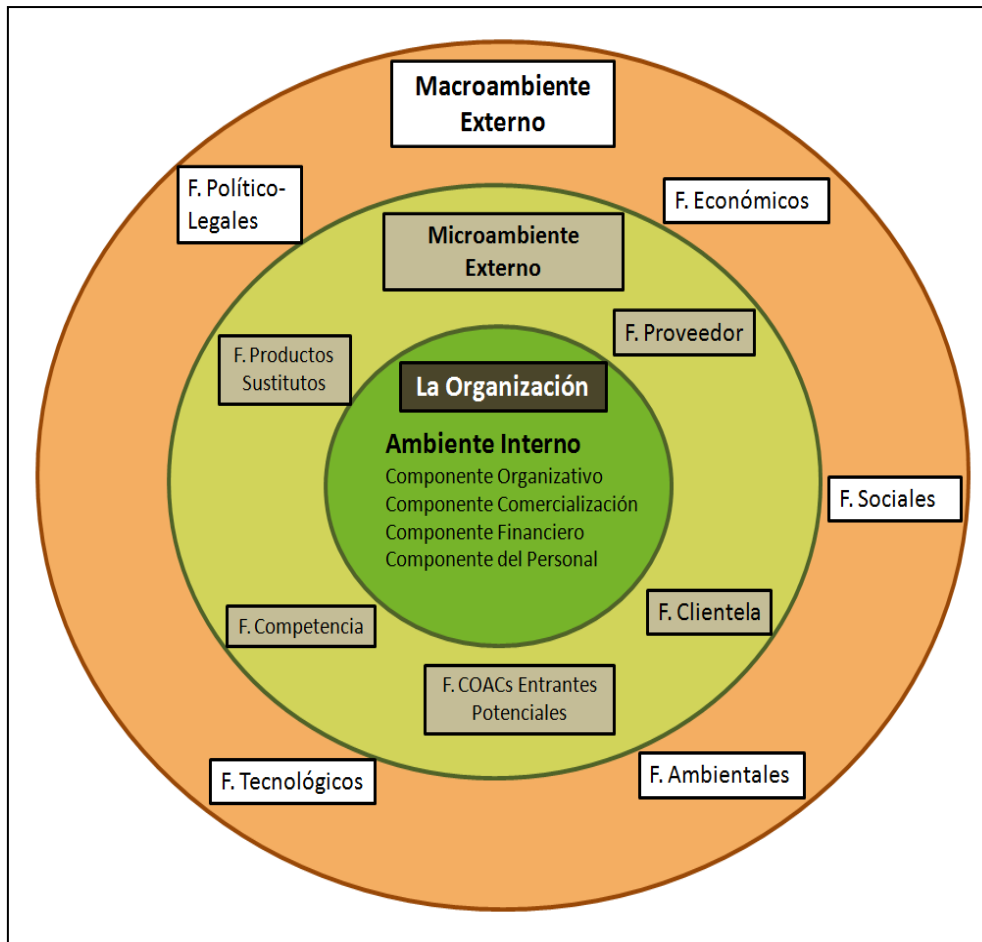 Macroambiente
Externo
F. Político-
Legales
F. Económicos
Microambiente
Externo
F. Proveedor
F. Productos
Sustitutos
La Organización
Ambiente Interno
Componente Organizativo
Componente Comercialización
Componente Financiero
Componente del Personal
F. Sociales
F. Clientela
F. Competencia
F. COACs Entrantes
Potenciales
F. Tecnológicos
F. Ambientales